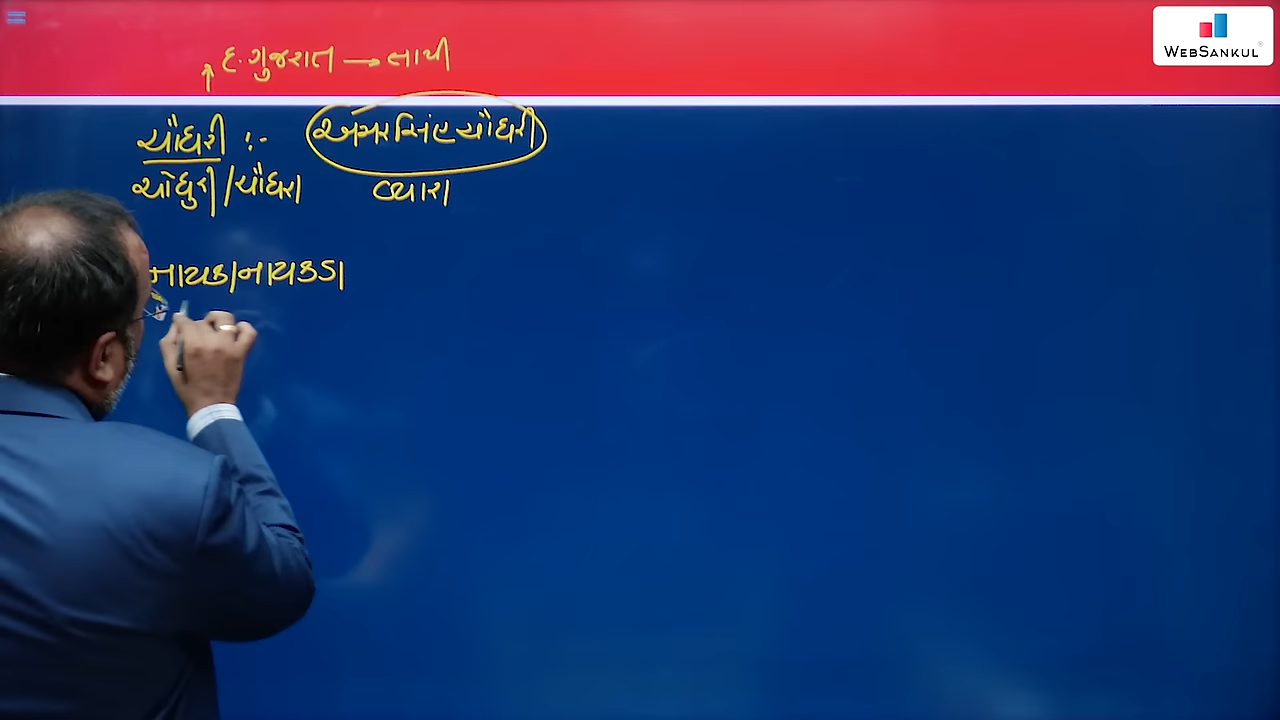 WEBSANKUL
દ. ગુજરાત → તાપી
ચૌધરી :- અમરસિંહ ચૌધરી
ચોધુરી / ચૌધરા વ્યારા
નાયકા/નાયકડા